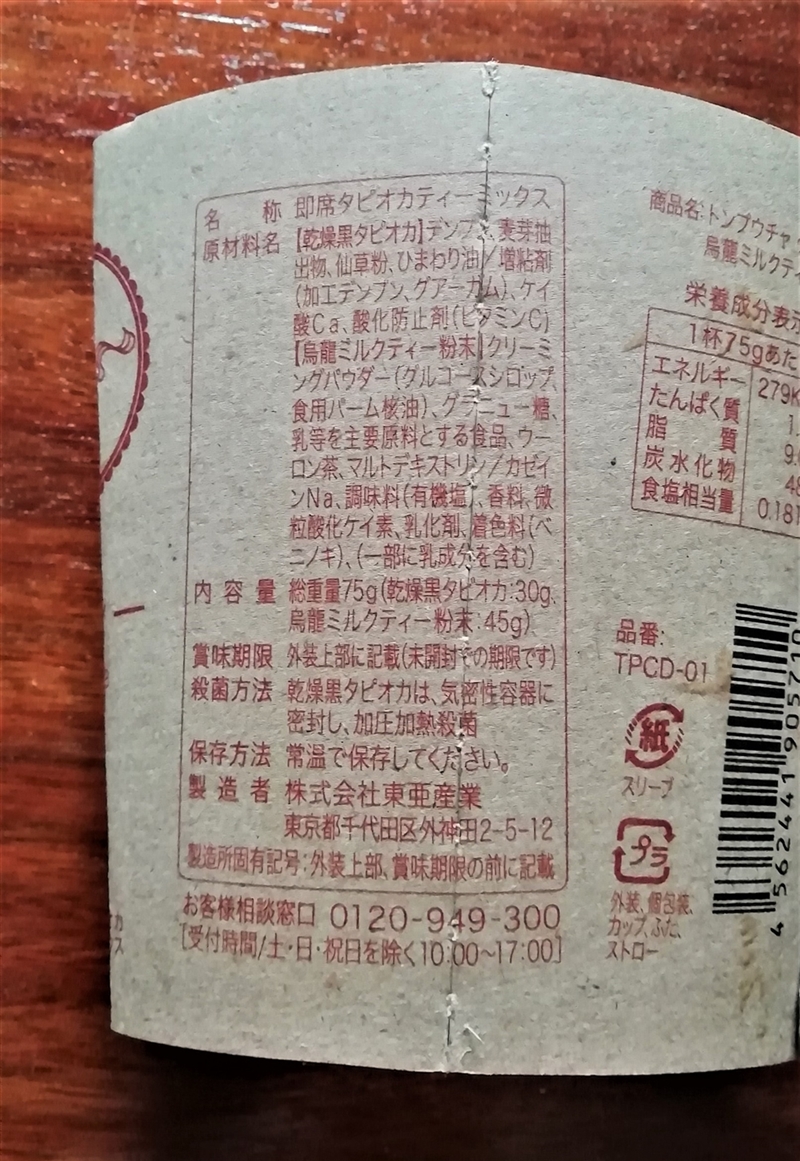 名 称 即席タピオカティーミックス
原材料名 【乾燥黒タピオカ】デンプン、麦芽抽
出物、仙草粉、ひまわり油/増粘剤
(加工デンプン、グアーガム)、ケイ
酸Ca、酸化防止剤(ビタミンC)
【烏龍ミルクティー粉末】クリーミ
ングパウダー(グルコースシロップ、
食用パーム核油)、グラニュー糖、
乳等を主要原料とする食品、ウー
ロン茶、マルトデキストリン/カゼイ
ンNa、調味料(有機塩)、香料、微
粒酸化ケイ素、乳化剤、着色料(ベ
ニノキ)、(一部に乳成分を含む)
内容量 総重量75g(乾燥黒タピオカ:30g、
烏龍ミルクティー粉末:45g)
賞味期限 外装上部に記載(未開封での期限です)
殺菌方法 乾燥黒タピオカは、気密性容器に
密封し、加圧加熱殺菌
保存方法 常温で保存してください。
製造者 株式会社東亜産業
東京都千代田区外神田2-5-12
製造所固有記号:外装上部、賞味期限の前に記載
お客様相談窓口 0120-949-300
[受付時間/土・日・祝日を除く10:00~17:00]
商品名:トンプウチャ
烏龍ミルクティ
栄養成分表示
1杯75gあた
エネルギー 279K
たんぱく質 1.
脂質 9.
炭水化物 4
食塩相当量 0.181
品番:
TPCD-01
紙
スリーブ
プラ
外装、個包装、
カップ、ふた、
ストロー
4 562441 905710